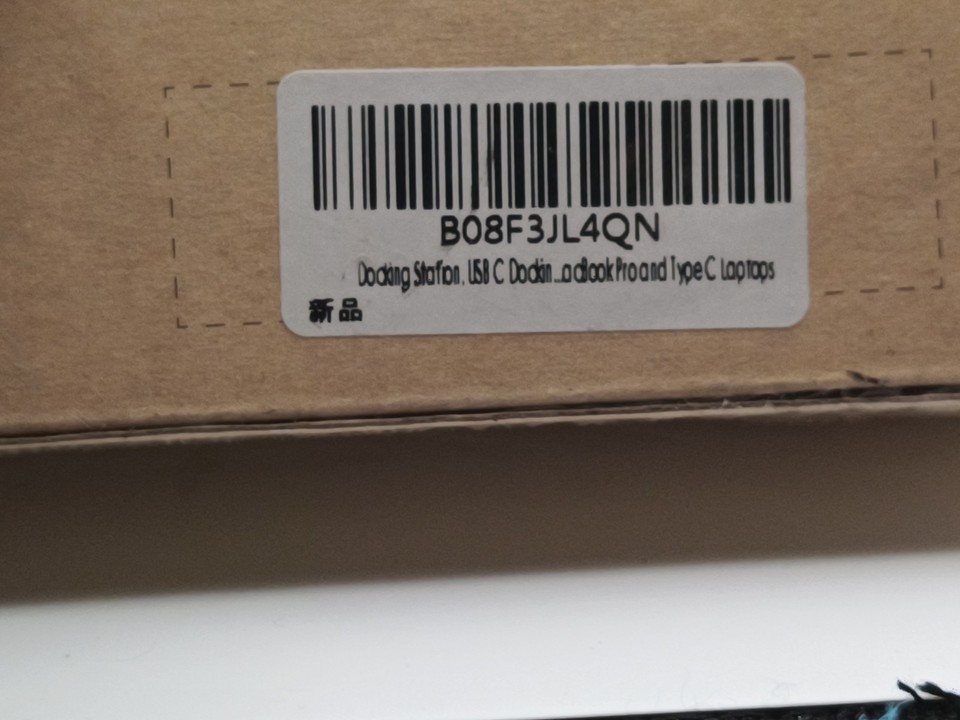 B08F3JL4QN
Docking Station, USB C Dockin...acBook Pro and Type C Laptops
新品